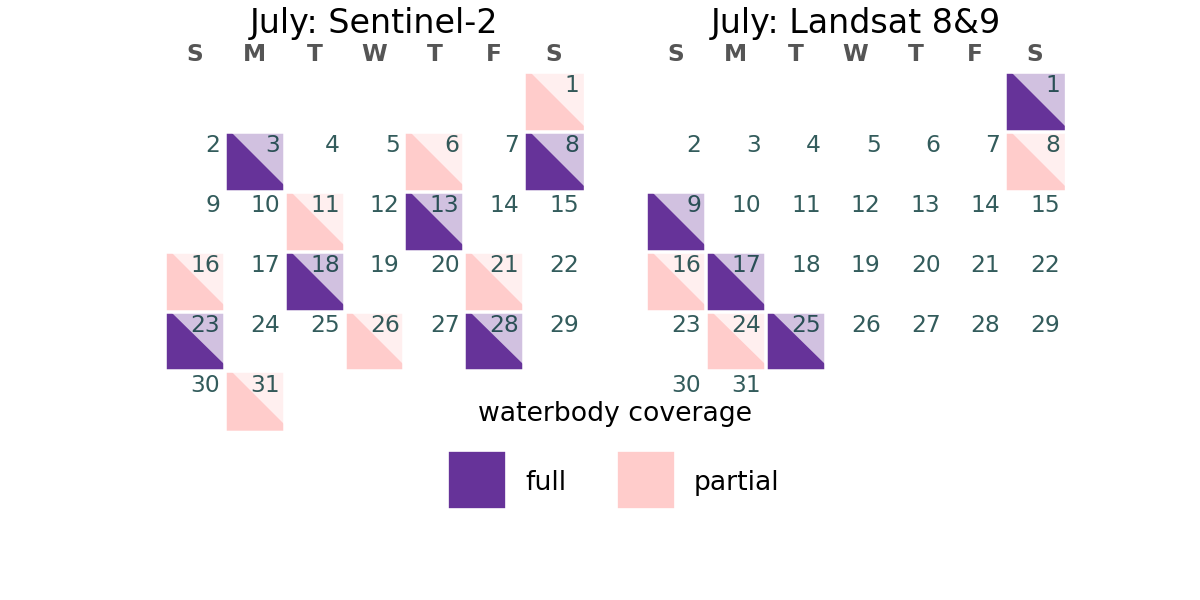 July: Sentinel-2
S M T W T F S
1
2 3 4 5 6 7 8
9 10 11 12 13 14 15
16 17 18 19 20 21 22
23 24 25 26 27 28 29
30 31
July: Landsat 8&9
S M T W T F S
1
2 3 4 5 6 7 8
9 10 11 12 13 14 15
16 17 18 19 20 21 22
23 24 25 26 27 28 29
30 31
waterbody coverage
full partial